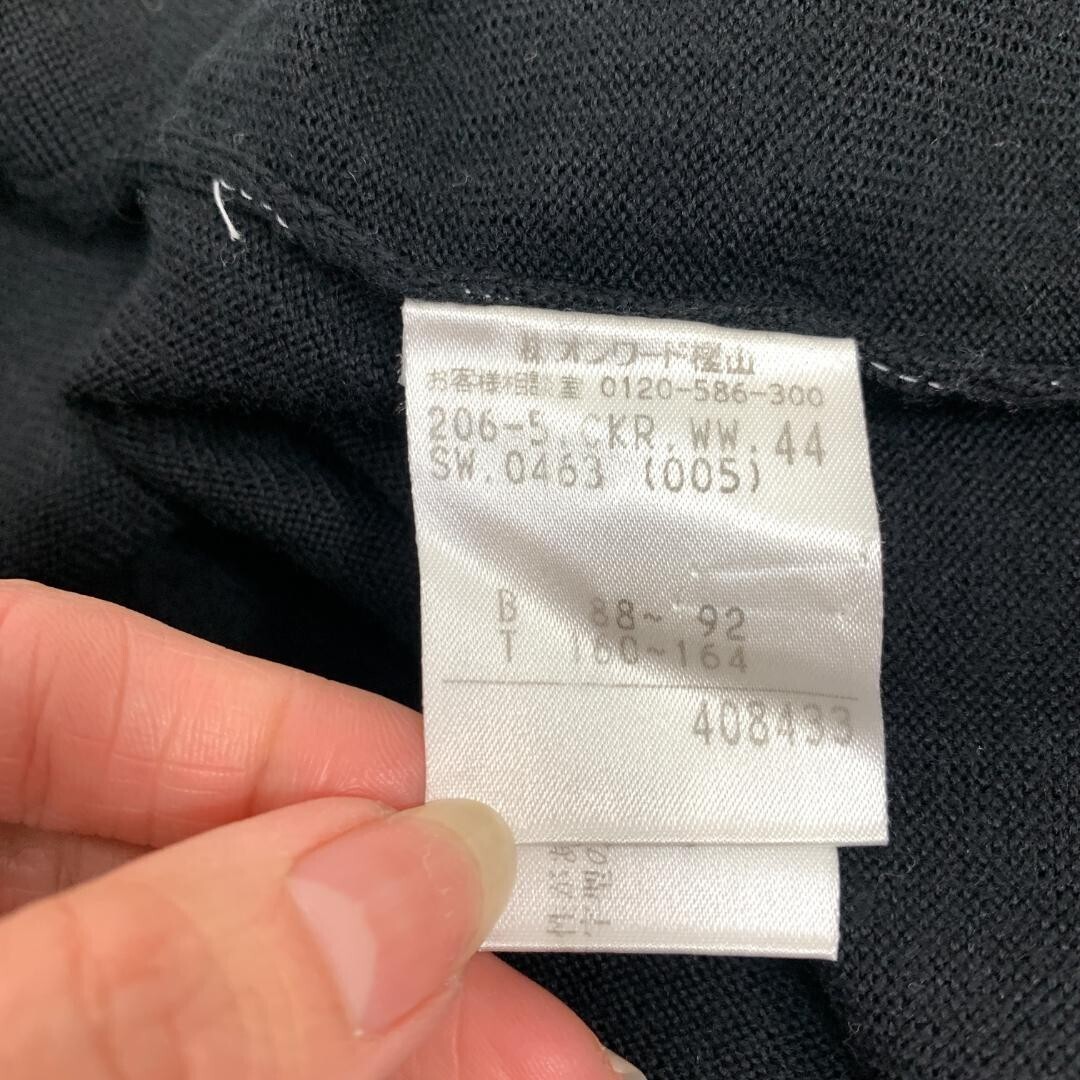 ㈱オンワード樫山
お客様相談室 0120-586-300
206-5.CKR.WW.44
SW.0463 (005)
B 88~ 92
T 160~164
408493